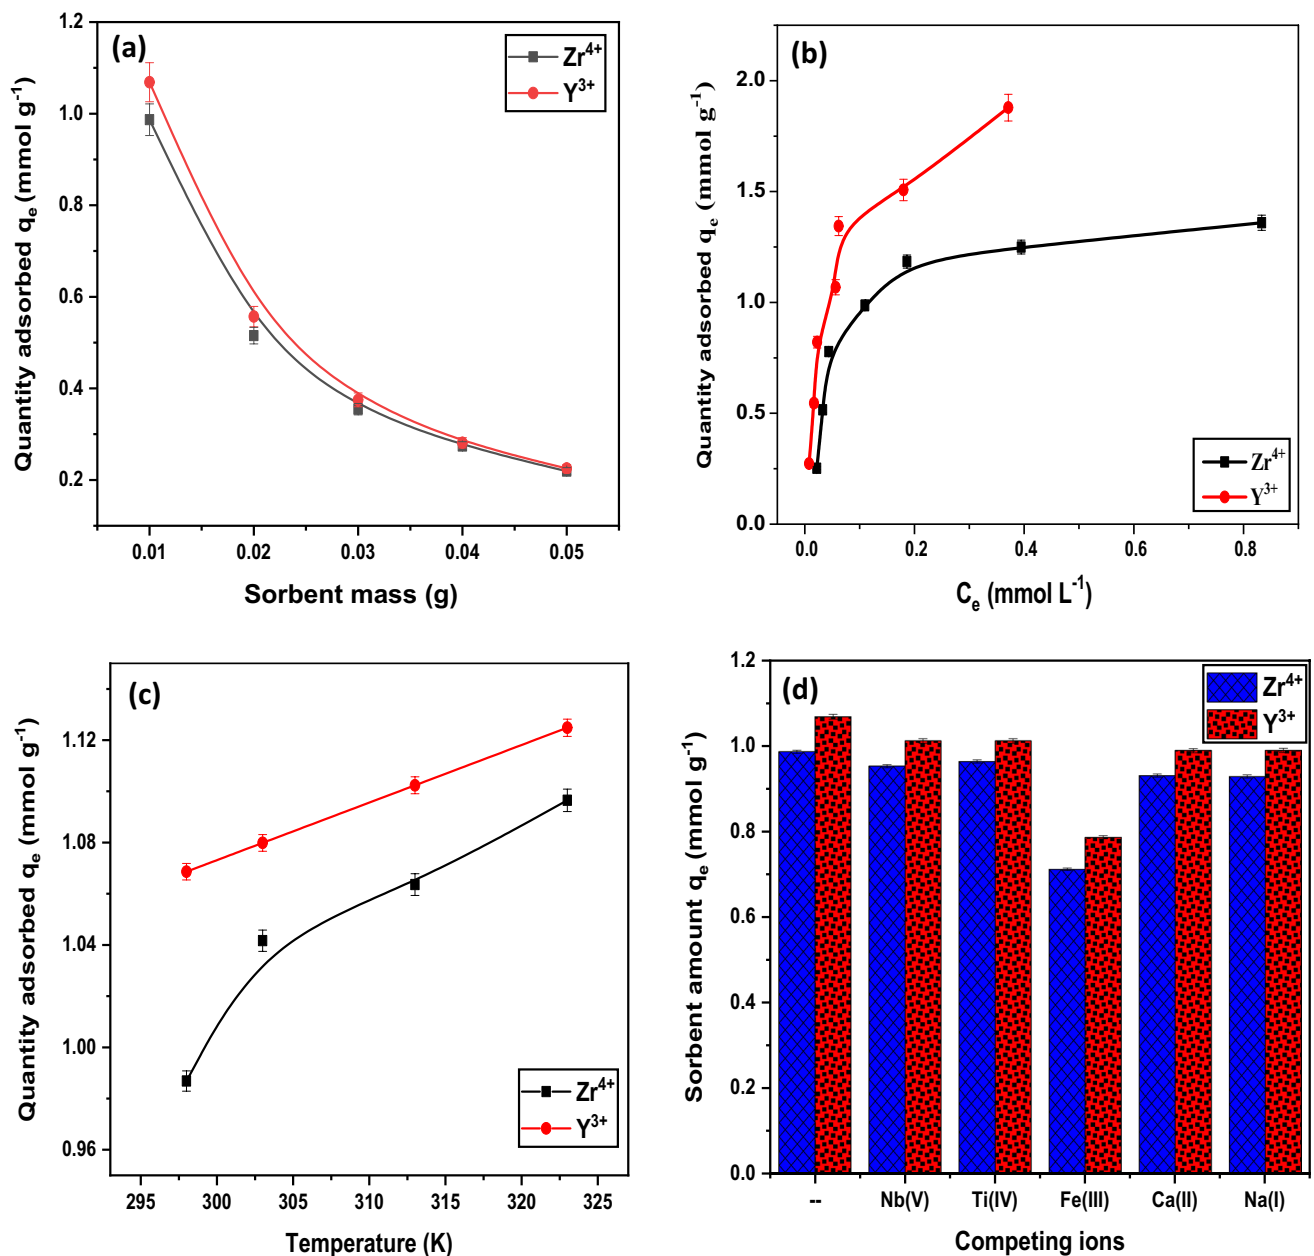 (a)
Zr⁴⁺
Y³⁺
1.2
1.0
0.8
0.6
0.4
0.2
Quantity adsorbed qₑ (mmol g⁻¹)
0.01 0.02 0.03 0.04 0.05
Sorbent mass (g)
(b)
2.0
1.5
1.0
0.5
0.0
Quantity adsorbed qₑ (mmol g⁻¹)
Zr⁴⁺
Y³⁺
0.0 0.2 0.4 0.6 0.8
Cₑ (mmol L⁻¹)
(c)
1.12
1.08
1.04
1.00
0.96
Quantity adsorbed qₑ (mmol g⁻¹)
Zr⁴⁺
Y³⁺
295 300 305 310 315 320 325
Temperature (K)
(d)
Zr⁴⁺
Y³⁺
1.2
1.0
0.8
0.6
0.4
0.2
0.0
Sorbent amount qₑ (mmol g⁻¹)
-- Nb(V) Ti(IV) Fe(III) Ca(II) Na(I)
Competing ions